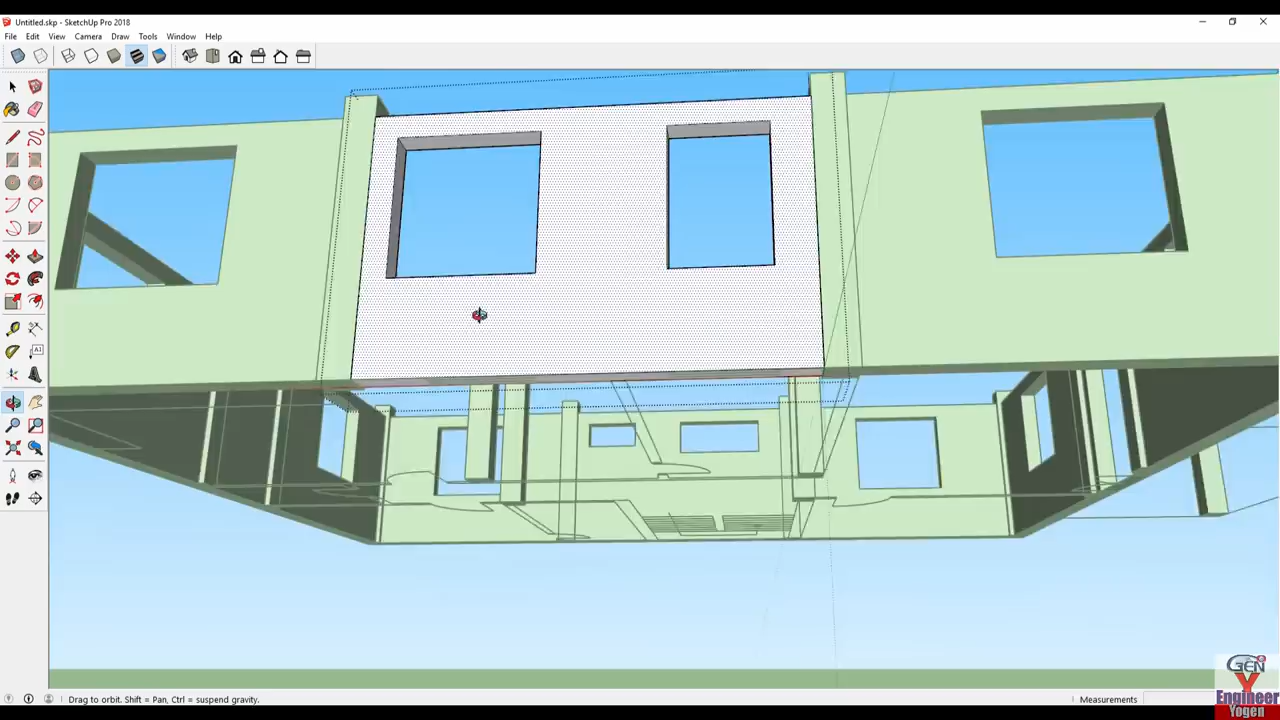 Untitled.skp - SketchUp Pro 2018
File Edit View Camera Draw Tools Window Help
Drag to orbit. Shift = Pan, Ctrl = suspend gravity.
Measurements
GEN
Y
Engineer
Yogen